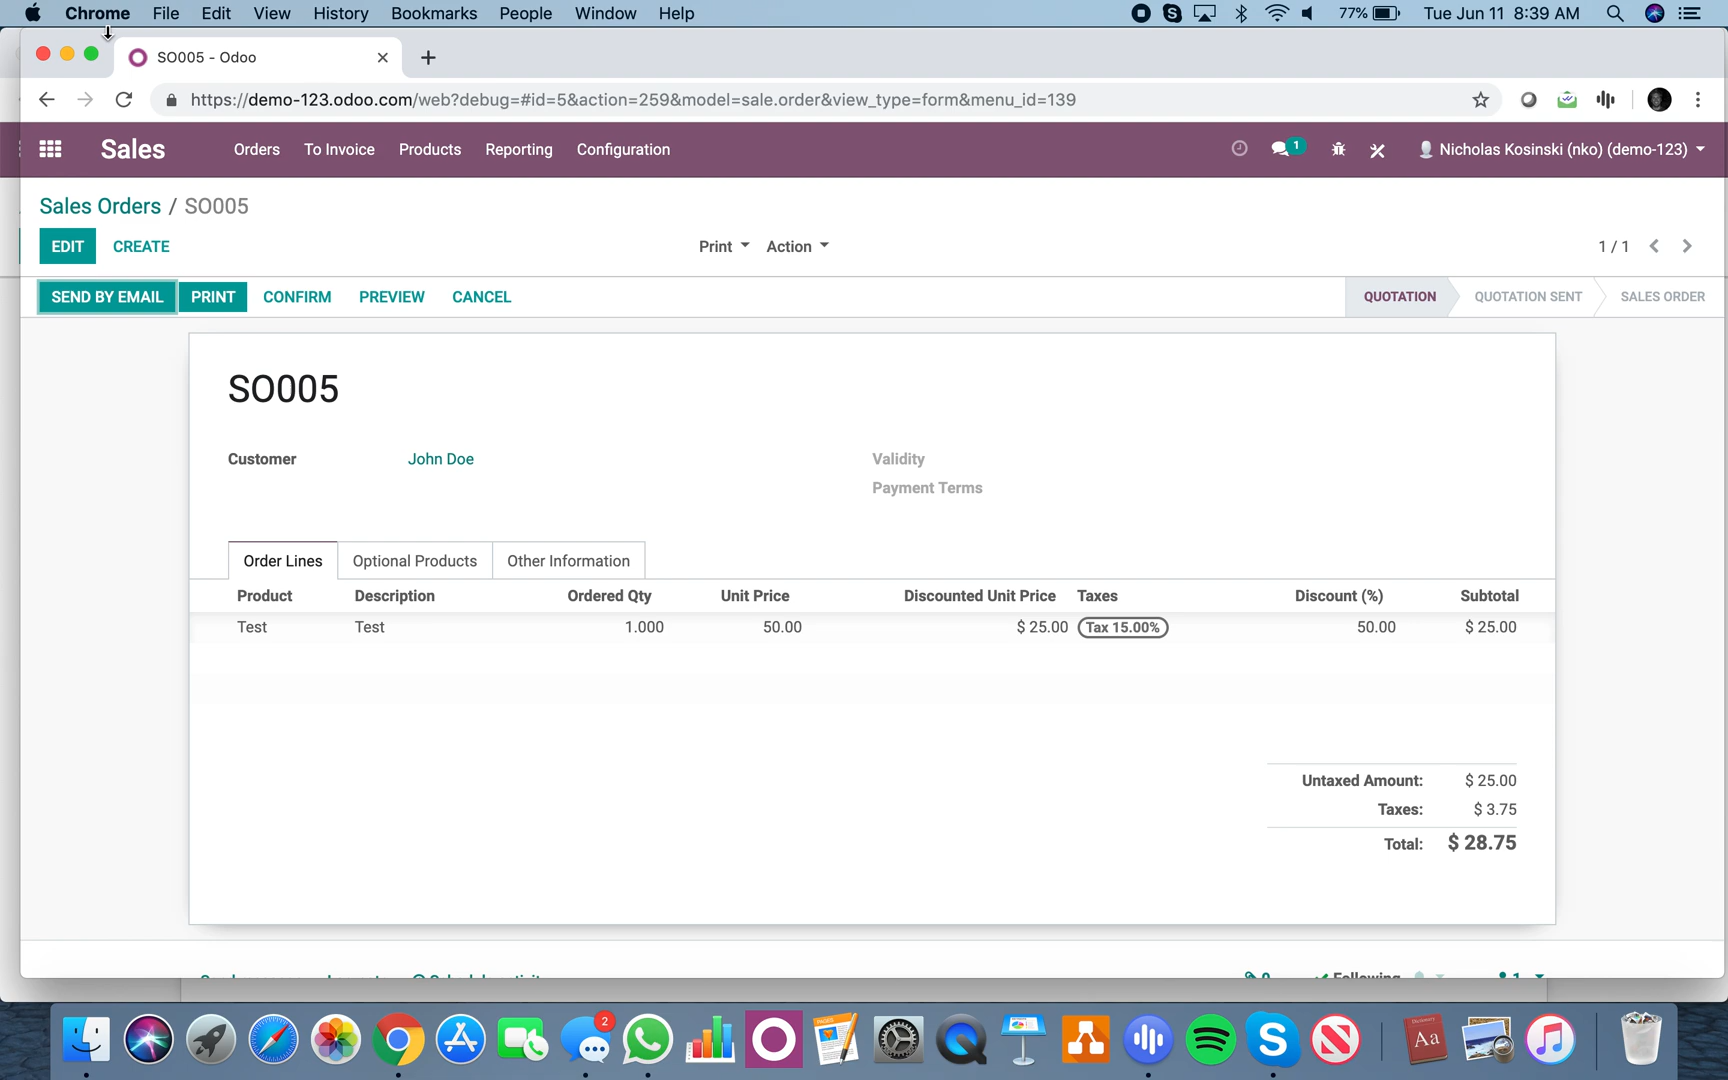 Chrome File Edit View History Bookmarks People Window Help 77% Tue Jun 11 8:39 AM
SO005 - Odoo
https://demo-123.odoo.com/web?debug=#id=5&action=259&model=sale.order&view_type=form&menu_id=139
Sales Orders To Invoice Products Reporting Configuration 1 Nicholas Kosinski (nko) (demo-123)
Sales Orders / SO005
EDIT CREATE Print Action 1 / 1
SEND BY EMAIL PRINT CONFIRM PREVIEW CANCEL QUOTATION QUOTATION SENT SALES ORDER
SO005
Customer John Doe Validity
Payment Terms
Order Lines Optional Products Other Information
Product Description Ordered Qty Unit Price Discounted Unit Price Taxes Discount (%) Subtotal
Test Test 1.000 50.00 $ 25.00 Tax 15.00% 50.00 $ 25.00
Untaxed Amount: $ 25.00
Taxes: $ 3.75
Total: $ 28.75
Following 1
2
PAGES
Dictionary
Aa